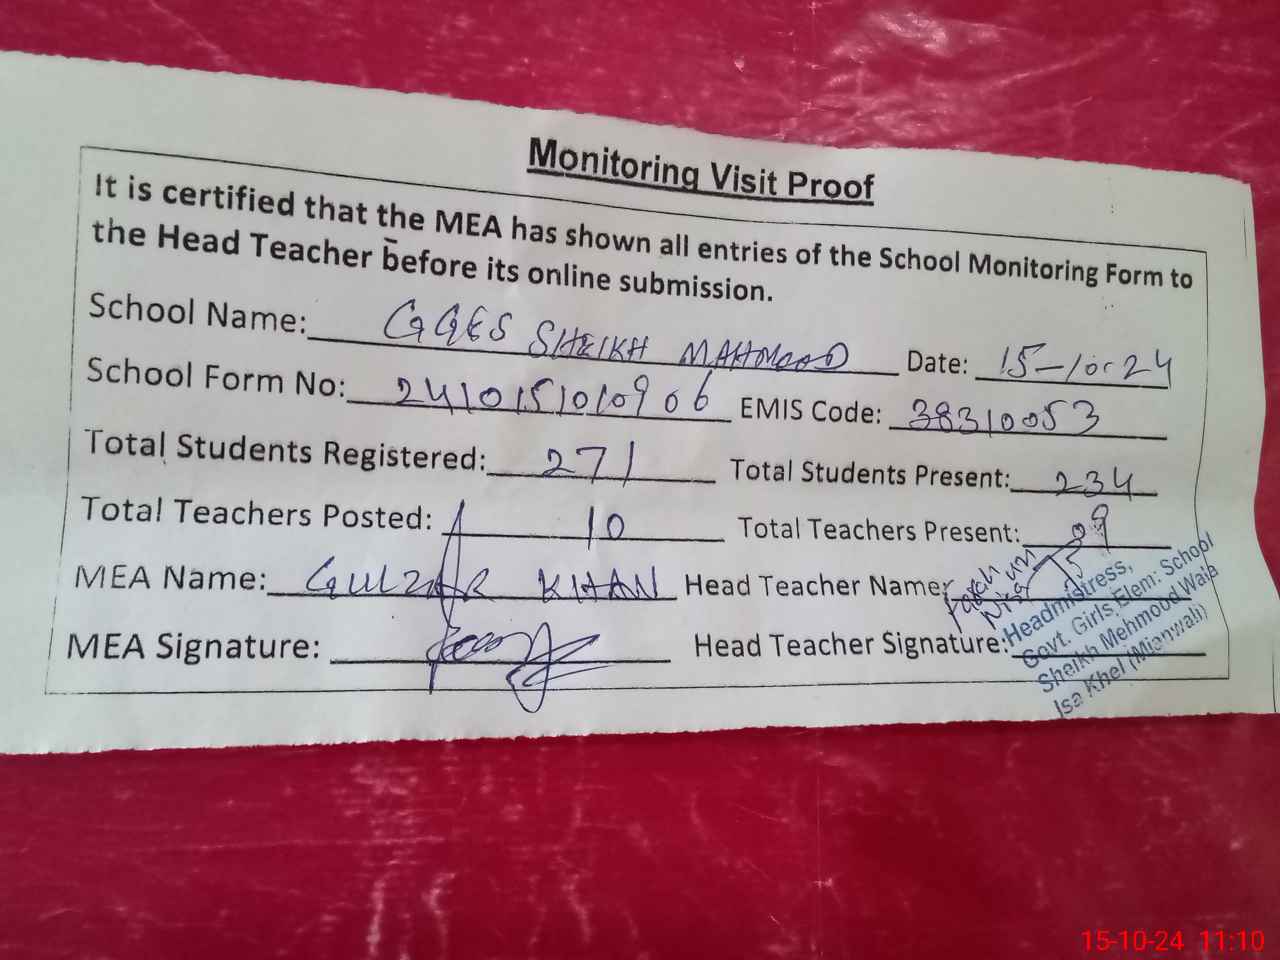 Monitoring Visit Proof
It is certified that the MEA has shown all entries of the School Monitoring Form to
the Head Teacher before its online submission.
School Name: GGES SHEIKH MAHMOOD Date: 15-10-24
School Form No: 2410151010906 EMIS Code: 38310053
Total Students Registered: 271 Total Students Present: 234
Total Teachers Posted: 10 Total Teachers Present: 09
MEA Name: GULZAR KHAN Head Teacher Name:
MEA Signature: Head Teacher Signature:
Headmistress,
Govt. Girls Elem: School
Sheikh Mehmood Wala
Isa Khel (Mianwali)
15-10-24 11:10